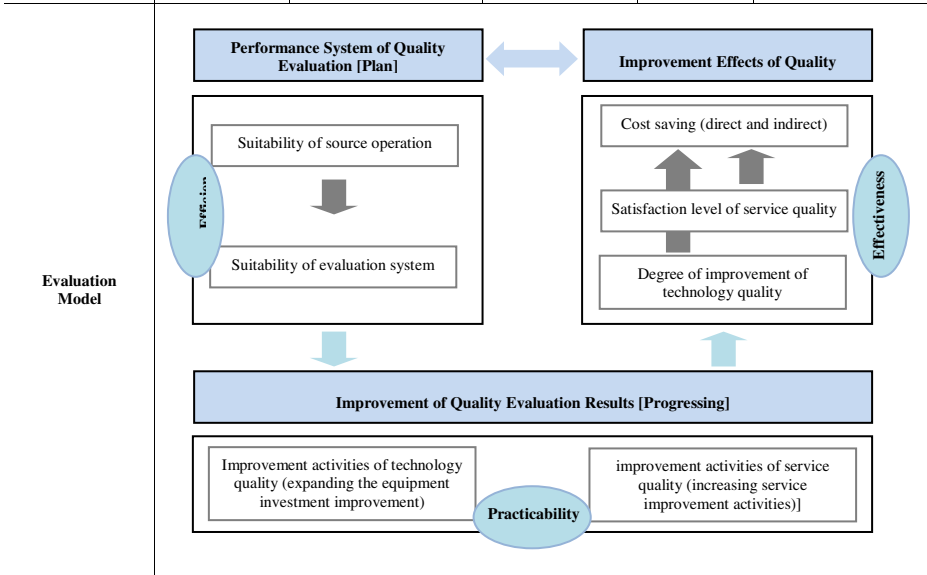 Performance System of Quality
Evaluation [Plan]
Improvement Effects of Quality
Suitability of source operation
Suitability of evaluation system
Cost saving (direct and indirect)
Satisfaction level of service quality
Degree of improvement of
technology quality
Effectiveness
Evaluation
Model
Improvement of Quality Evaluation Results [Progressing]
Improvement activities of technology
quality (expanding the equipment
investment improvement)
improvement activities of service
quality (increasing service
improvement activities)]
Practicability